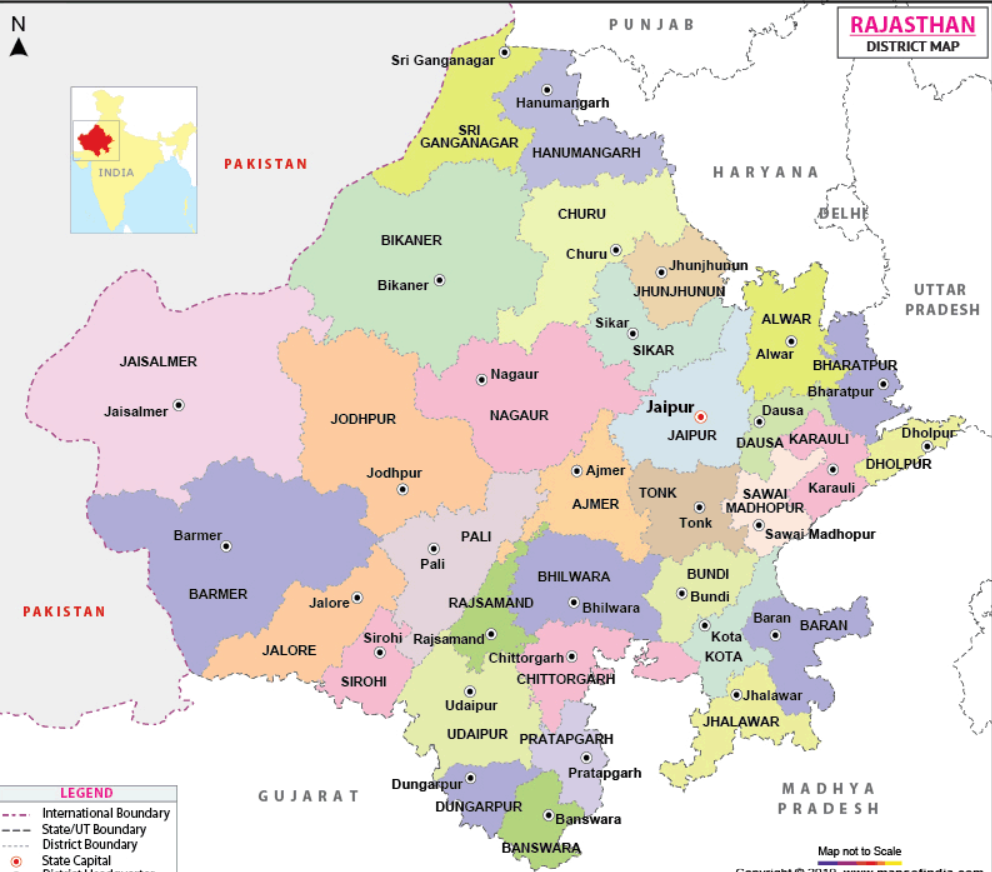 N
PUNJAB
RAJASTHAN
DISTRICT MAP
Sri Ganganagar
Hanumangarh
SRI
GANGANAGAR
HANUMANGARH
PAKISTAN
INDIA
HARYANA
DELHI
CHURU
Churu
BIKANER
Bikaner
Jhunjhunun
JHUNJHUNUN
UTTAR
PRADESH
Sikar
SIKAR
ALWAR
Alwar
BHARATPUR
Bharatpur
JAISALMER
Jaisalmer
JODHPUR
Jodhpur
Nagaur
NAGAUR
Jaipur
JAIPUR
Dausa
DAUSA
KARAULI
Karauli
Dholpur
DHOLPUR
Ajmer
AJMER
TONK
Tonk
SAWAI
MADHOPUR
Sawai Madhopur
Barmer
BARMER
PALI
Pali
PAKISTAN
Jalore
JALORE
BHILWARA
Bhilwara
BUNDI
Bundi
RAJSAMAND
Rajsamand
Sirohi
SIROHI
Kota
KOTA
Baran
BARAN
Chittorgarh
CHITTORGARH
Jhalawar
JHALAWAR
Udaipur
UDAIPUR
PRATAPGARH
Pratapgarh
Dungarpur
DUNGARPUR
Banswara
BANSWARA
GUJARAT
MADHYA
PRADESH
LEGEND
International Boundary
State/UT Boundary
District Boundary
State Capital
District Headquarter
Map not to Scale
Copyright © 2019 www.mapsofindia.com